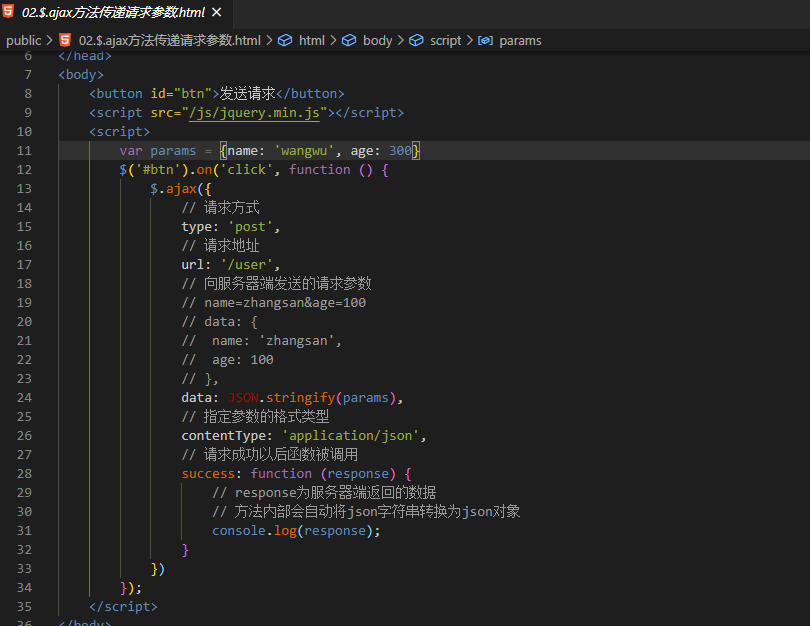 02.$.ajax方法传递请求参数.html ×
public > 02.$.ajax方法传递请求参数.html > html > body > script > params
6 </head>
7 <body>
8 <button id="btn">发送请求</button>
9 <script src="/js/jquery.min.js"></script>
10 <script>
11 var params = {name: 'wangwu', age: 300}
12 $('#btn').on('click', function () {
13 $.ajax({
14 // 请求方式
15 type: 'post',
16 // 请求地址
17 url: '/user',
18 // 向服务器端发送的请求参数
19 // name=zhangsan&age=100
20 // data: {
21 //  name: 'zhangsan',
22 //  age: 100
23 // },
24 data: JSON.stringify(params),
25 // 指定参数的格式类型
26 contentType: 'application/json',
27 // 请求成功以后函数被调用
28 success: function (response) {
29 // response为服务器端返回的数据
30 // 方法内部会自动将json字符串转换为json对象
31 console.log(response);
32 }
33 })
34 });
35 </script>
36 </body>